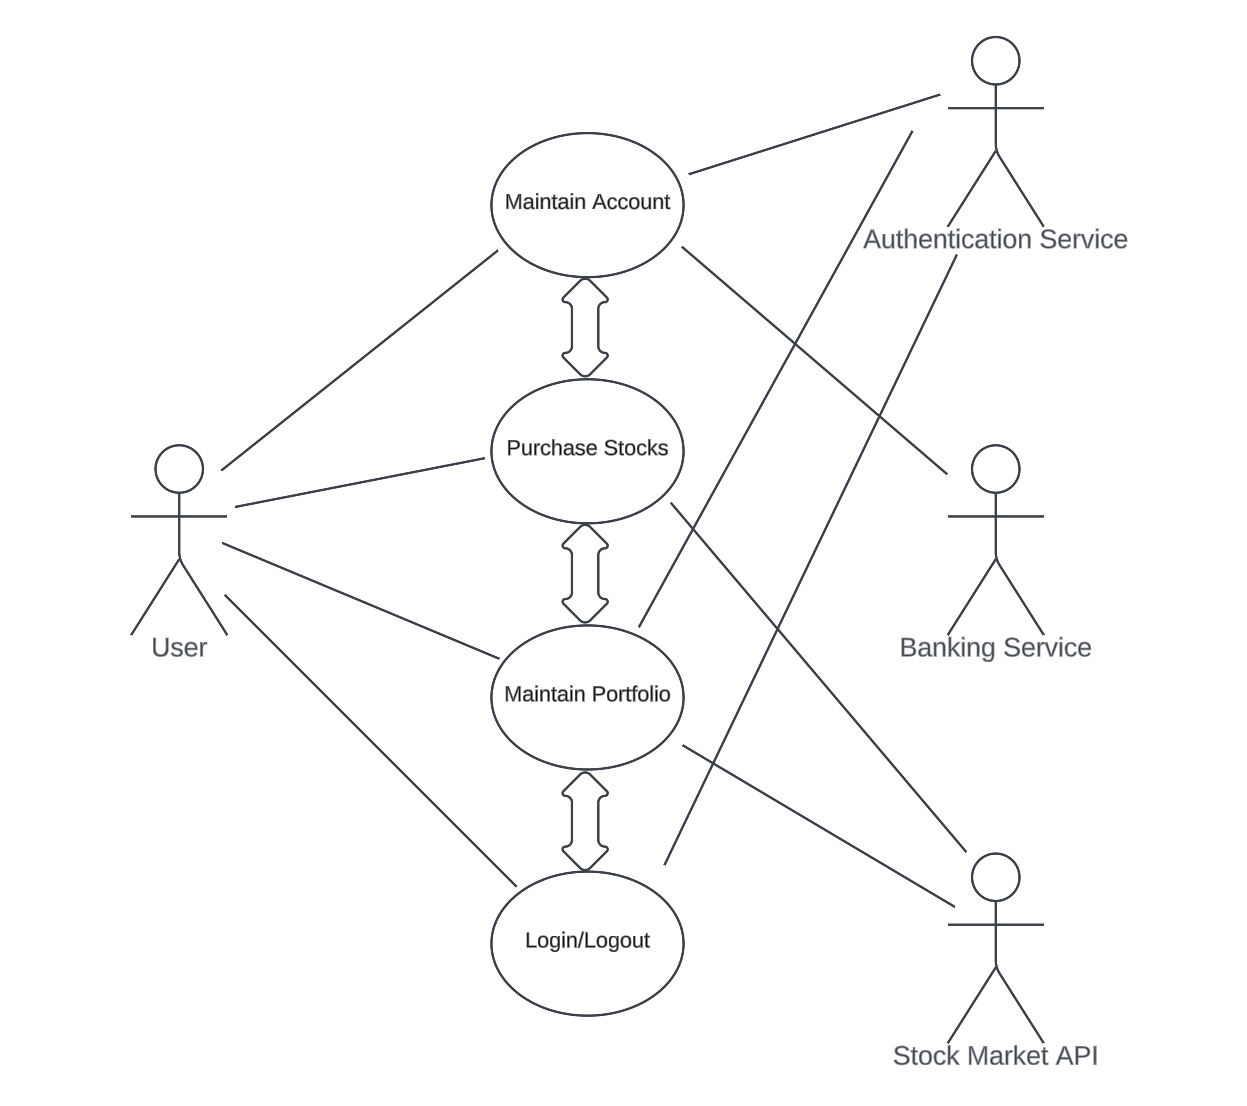 Maintain Account
Authentication Service
Purchase Stocks
User
Banking Service
Maintain Portfolio
Login/Logout
Stock Market API